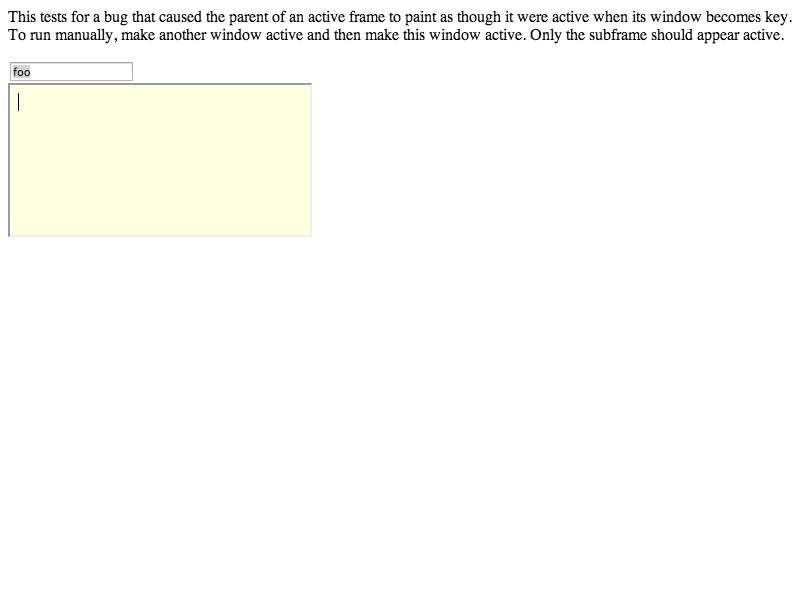 This tests for a bug that caused the parent of an active frame to paint as though it were active when its window becomes key.
To run manually, make another window active and then make this window active. Only the subframe should appear active.
foo